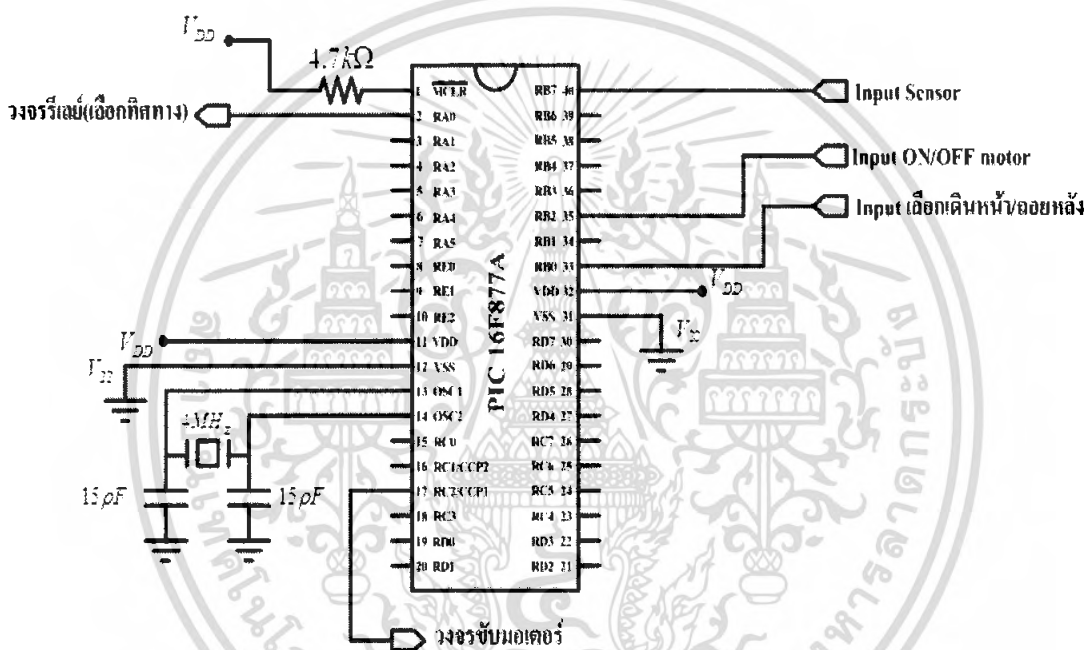 V_DD
4.7kΩ
วงจรรีเลย์(เลือกทิศทาง)
1 MCLR
2 RA0
3 RA1
4 RA2
5 RA3
6 RA4
7 RA5
8 RE0
9 RE1
10 RE2
11 VDD
12 VSS
13 OSC1
14 OSC2
15 RC0
16 RC1/CCP2
17 RC2/CCP1
18 RC3
19 RD0
20 RD1
PIC 16F877A
RB7 40
RB6 39
RB5 38
RB4 37
RB3 36
RB2 35
RB1 34
RB0 33
VDD 32
VSS 31
RD7 30
RD6 29
RD5 28
RD4 27
RC7 26
RC6 25
RC5 24
RC4 23
RD3 22
RD2 21
Input Sensor
Input ON/OFF motor
Input เลือกเดินหน้า/ถอยหลัง
V_DD
V_SS
V_DD
V_SS
4MHz
15pF
15pF
วงจรขับมอเตอร์